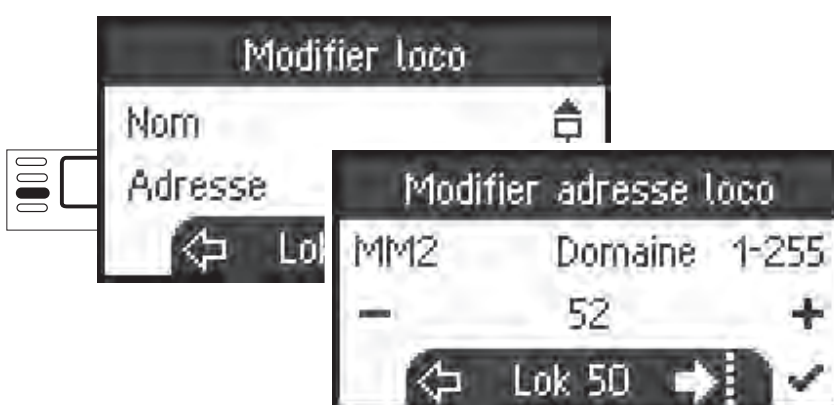 Modifier loco
Nom
Adresse
Modifier adresse loco
MM2 Domaine 1-255
- 52 +
Lok 50